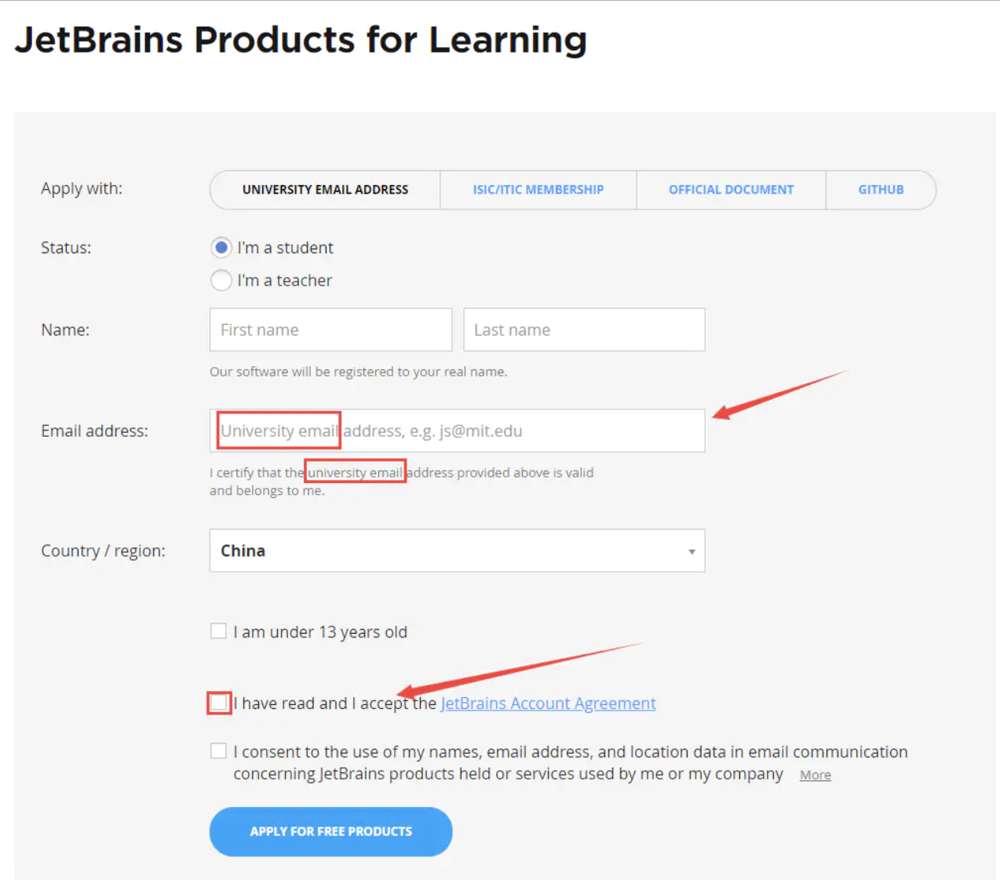 JetBrains Products for Learning
Apply with:
UNIVERSITY EMAIL ADDRESS
ISIC/ITIC MEMBERSHIP
OFFICIAL DOCUMENT
GITHUB
Status:
I'm a student
I'm a teacher
Name:
First name
Last name
Our software will be registered to your real name.
Email address:
University email address, e.g. js@mit.edu
I certify that the university email address provided above is valid
and belongs to me.
Country / region:
China
I am under 13 years old
I have read and I accept the JetBrains Account Agreement
I consent to the use of my names, email address, and location data in email communication
concerning JetBrains products held or services used by me or my company More
APPLY FOR FREE PRODUCTS